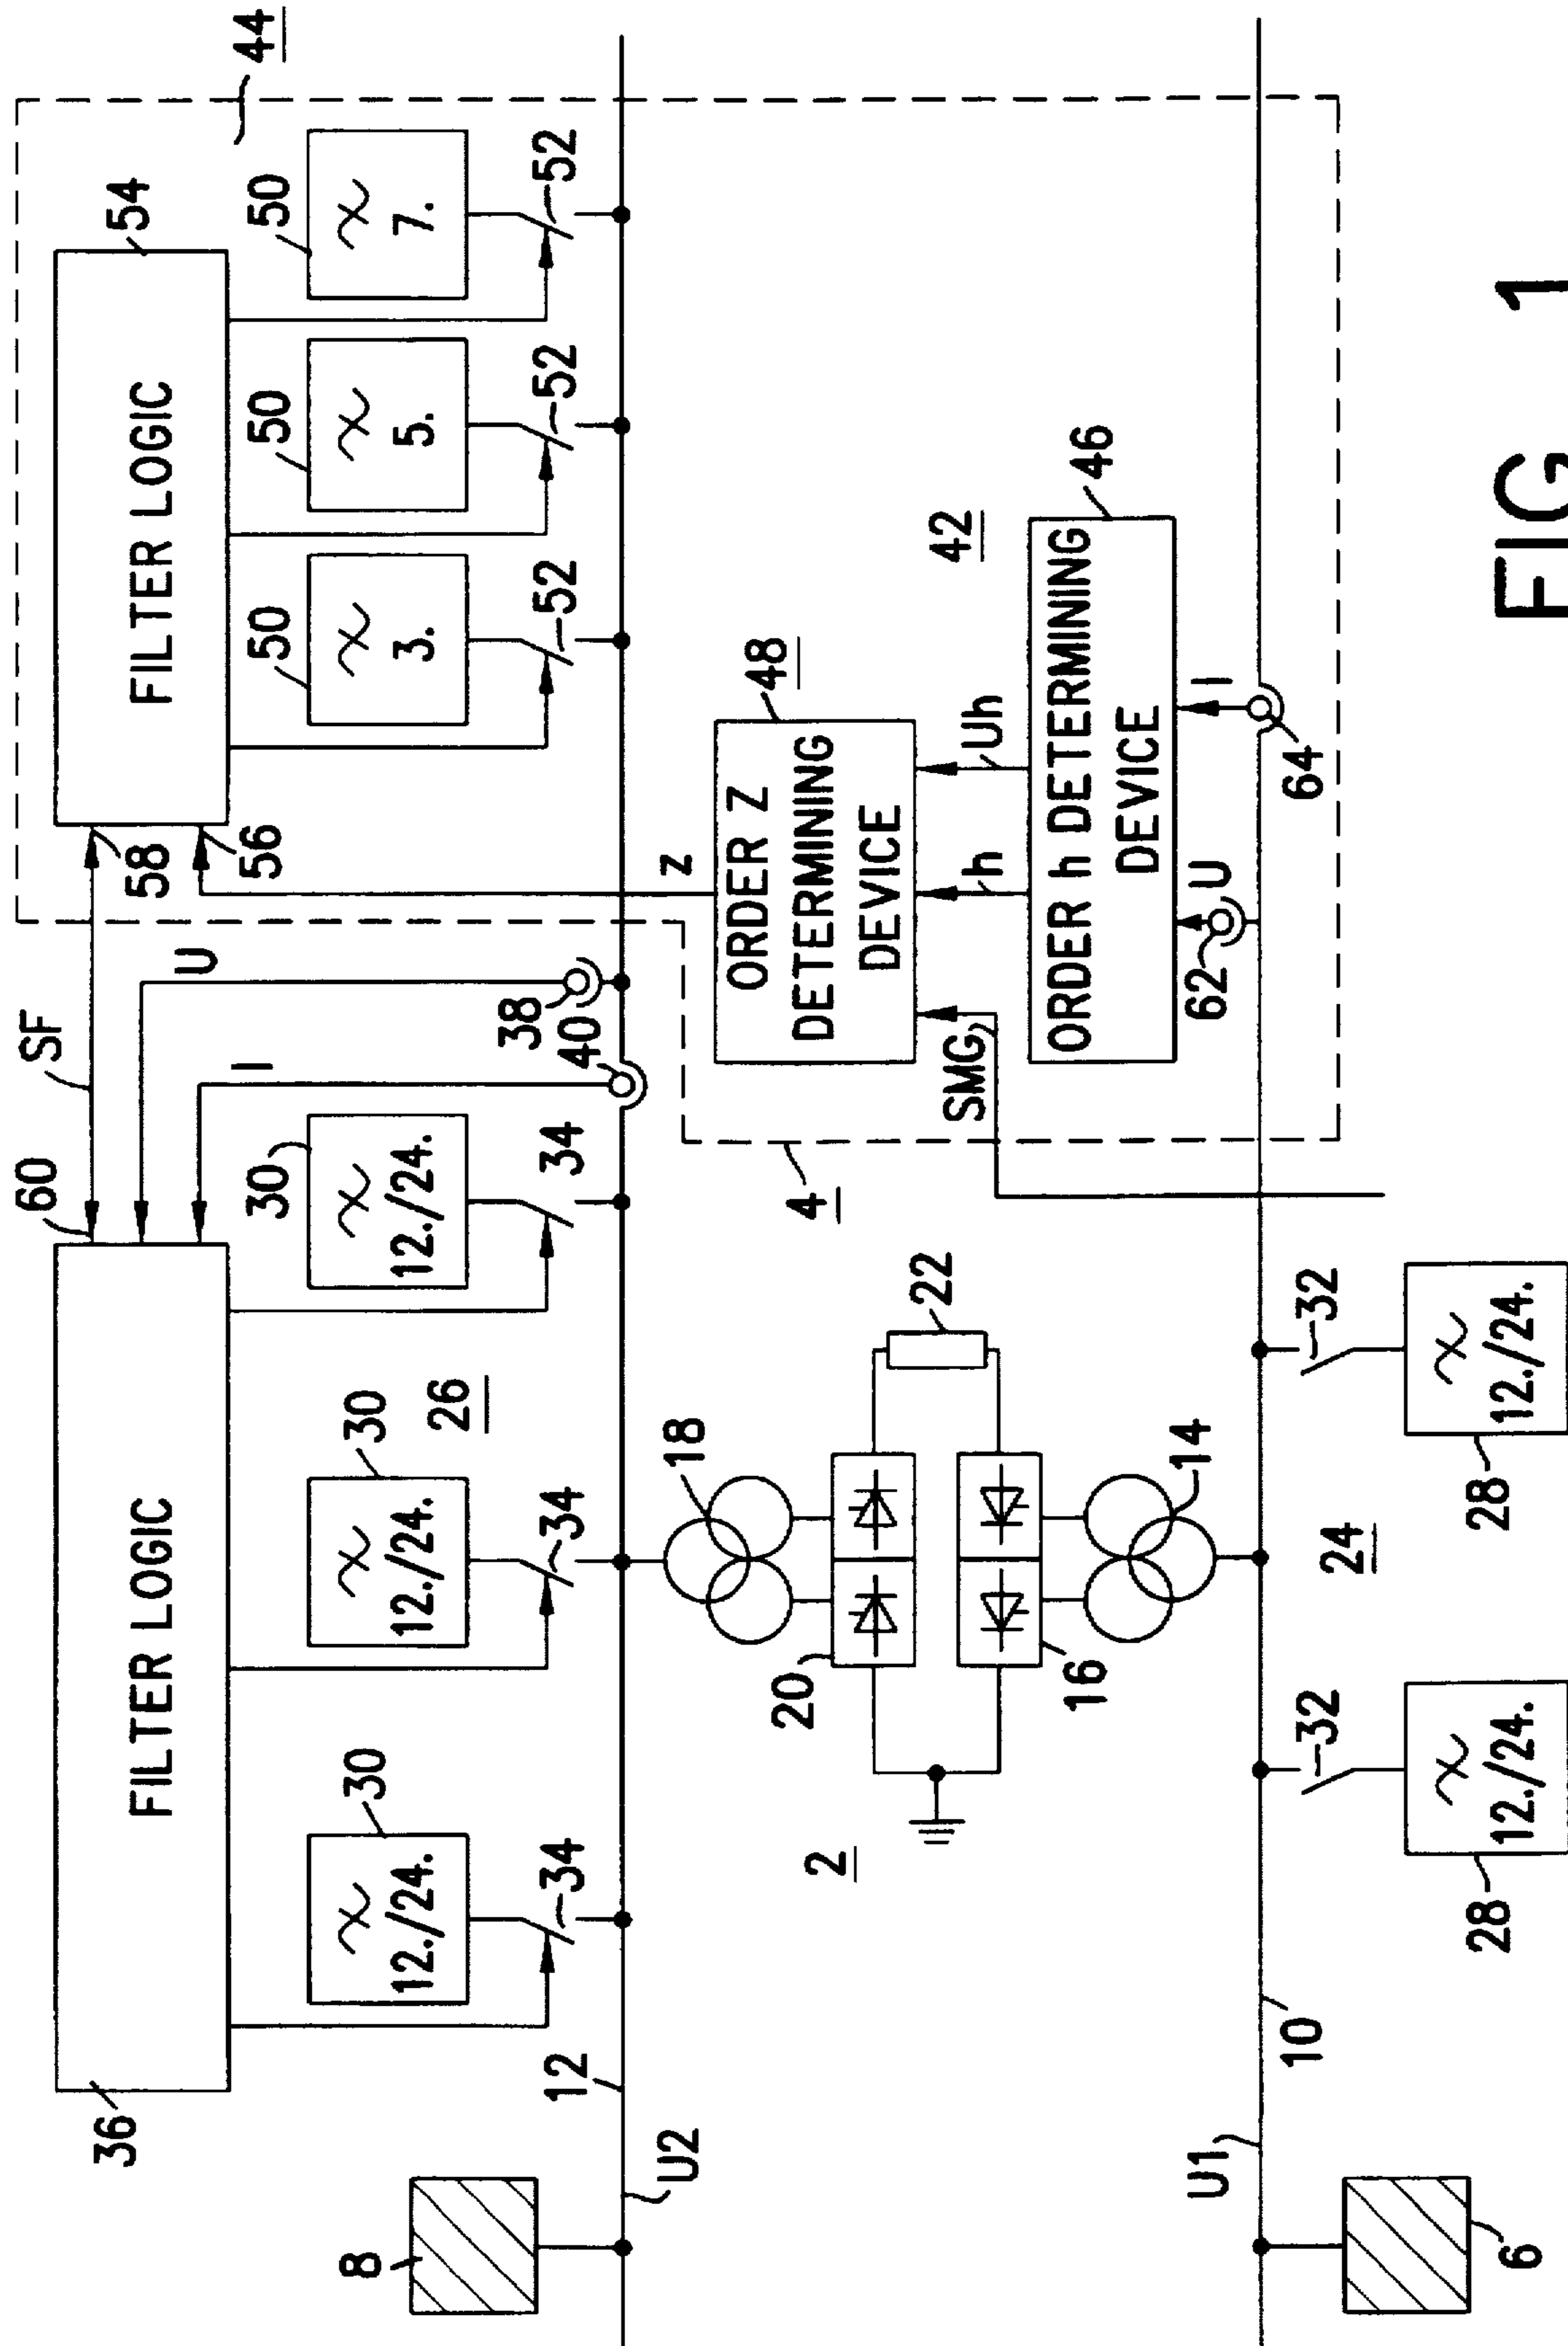 36
FILTER LOGIC
60
SF
58
FILTER LOGIC
54
44
U
56
I
30
12./24.
34
30
12./24.
34
26
30
12./24.
34
50
3.
52
50
5.
52
50
7.
52
8
12
U2
40
38
z
18
20
22
2
16
14
4
ORDER Z
DETERMINING
DEVICE
48
SMG
h
Uh
42
ORDER h DETERMINING
DEVICE
46
62
U
I
64
U1
10
6
24
32
28
12./24.
32
28
12./24.
FIG 1